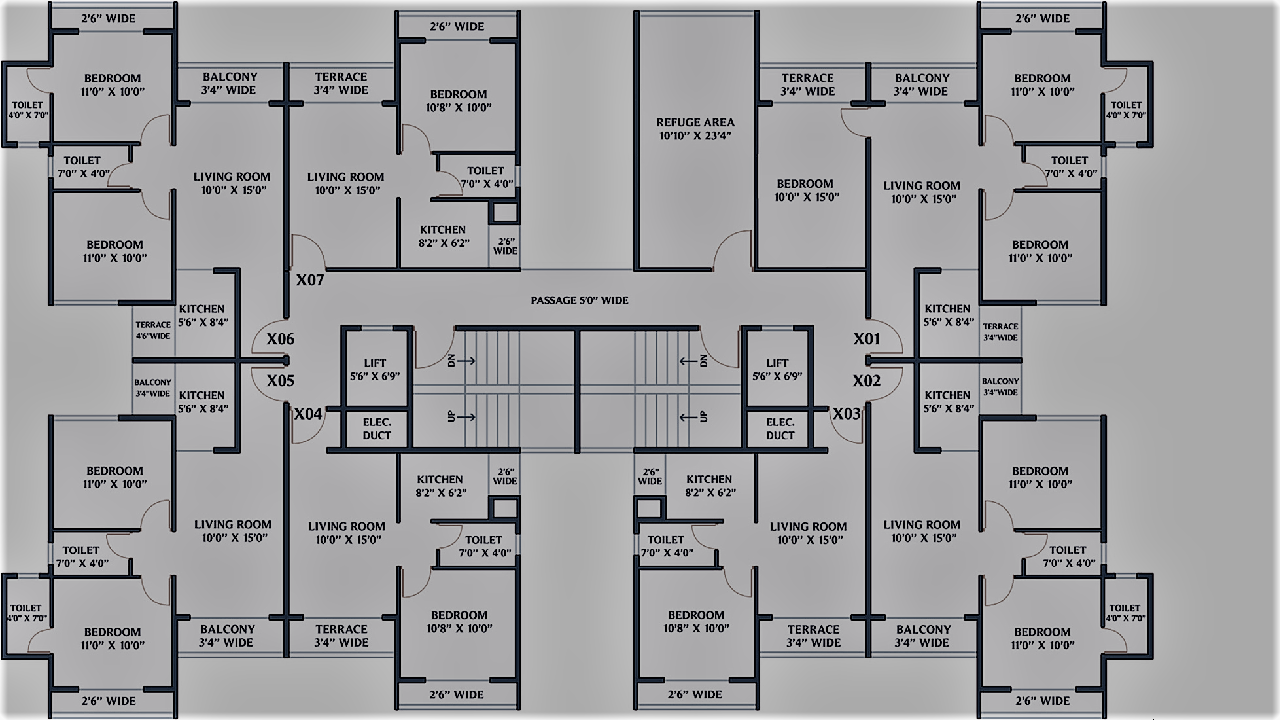 2'6" WIDE
BEDROOM
11'0" X 10'0"
TOILET
4'0" X 7'0"
TOILET
7'0" X 4'0"
BEDROOM
11'0" X 10'0"
BALCONY
3'4" WIDE
LIVING ROOM
10'0" X 15'0"
KITCHEN
5'6" X 8'4"
TERRACE
4'6"WIDE
X06
TERRACE
3'4" WIDE
LIVING ROOM
10'0" X 15'0"
2'6" WIDE
BEDROOM
10'8" X 10'0"
TOILET
7'0" X 4'0"
KITCHEN
8'2" X 6'2"
2'6"
WIDE
X07
REFUGE AREA
10'10" X 23'4"
TERRACE
3'4" WIDE
BEDROOM
10'0" X 15'0"
BALCONY
3'4" WIDE
LIVING ROOM
10'0" X 15'0"
2'6" WIDE
BEDROOM
11'0" X 10'0"
TOILET
4'0" X 7'0"
TOILET
7'0" X 4'0"
BEDROOM
11'0" X 10'0"
KITCHEN
5'6" X 8'4"
TERRACE
3'4"WIDE
X01
PASSAGE 5'0" WIDE
LIFT
5'6" X 6'9"
ELEC.
DUCT
DN
UP
DN
UP
LIFT
5'6" X 6'9"
ELEC.
DUCT
X05
BALCONY
3'4"WIDE
KITCHEN
5'6" X 8'4"
BEDROOM
11'0" X 10'0"
LIVING ROOM
10'0" X 15'0"
TOILET
7'0" X 4'0"
TOILET
4'0" X 7'0"
BEDROOM
11'0" X 10'0"
BALCONY
3'4" WIDE
2'6" WIDE
X04
KITCHEN
8'2" X 6'2"
2'6"
WIDE
LIVING ROOM
10'0" X 15'0"
TOILET
7'0" X 4'0"
BEDROOM
10'8" X 10'0"
TERRACE
3'4" WIDE
2'6" WIDE
X03
2'6"
WIDE
KITCHEN
8'2" X 6'2"
TOILET
7'0" X 4'0"
LIVING ROOM
10'0" X 15'0"
BEDROOM
10'8" X 10'0"
TERRACE
3'4" WIDE
2'6" WIDE
X02
KITCHEN
5'6" X 8'4"
BALCONY
3'4"WIDE
BEDROOM
11'0" X 10'0"
LIVING ROOM
10'0" X 15'0"
TOILET
7'0" X 4'0"
TOILET
4'0" X 7'0"
BEDROOM
11'0" X 10'0"
BALCONY
3'4" WIDE
2'6" WIDE